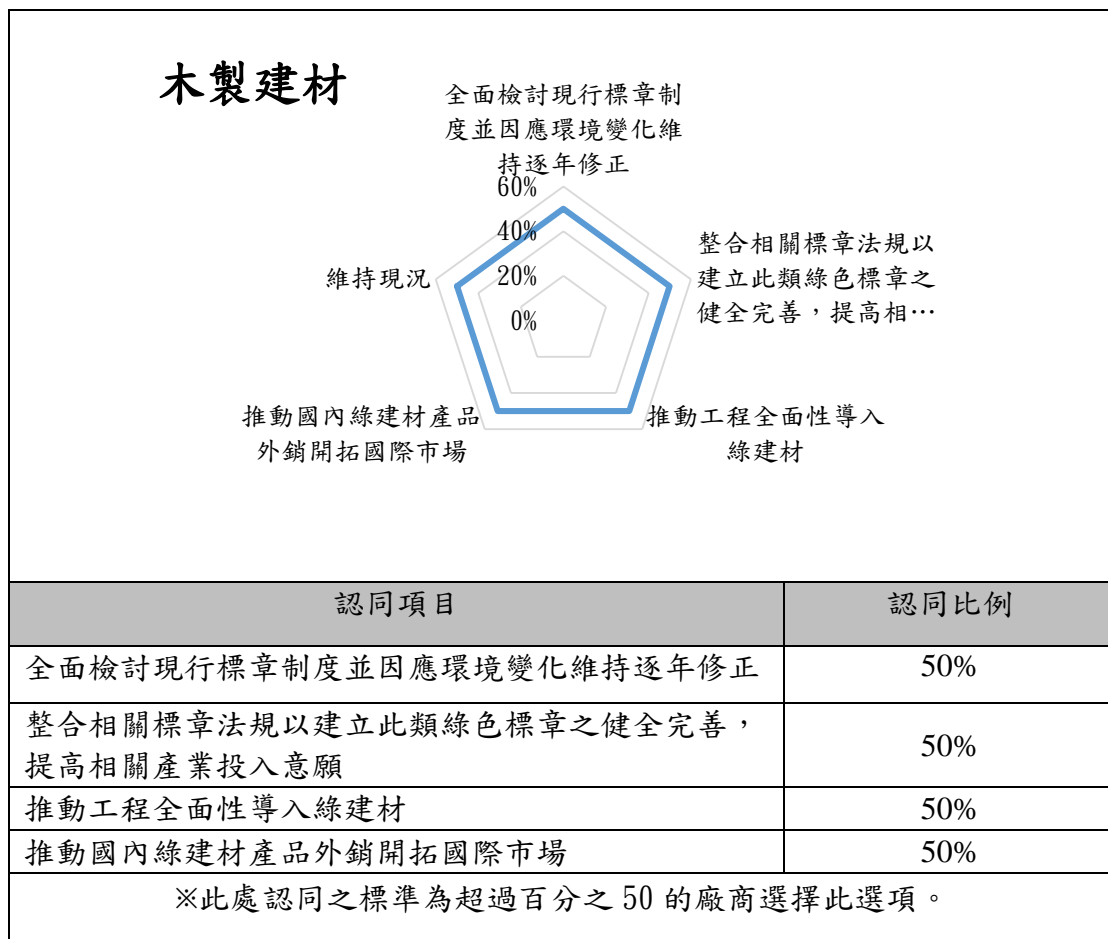 木製建材
全面檢討現行標章制
度並因應環境變化維
持逐年修正
60%
40%
20%
0%
整合相關標章法規以
建立此類綠色標章之
健全完善，提高相…
推動工程全面性導入
綠建材
推動國內綠建材產品
外銷開拓國際市場
維持現況
認同項目 認同比例
全面檢討現行標章制度並因應環境變化維持逐年修正 50%
整合相關標章法規以建立此類綠色標章之健全完善，
提高相關產業投入意願
50%
推動工程全面性導入綠建材 50%
推動國內綠建材產品外銷開拓國際市場 50%
※此處認同之標準為超過百分之 50 的廠商選擇此選項。